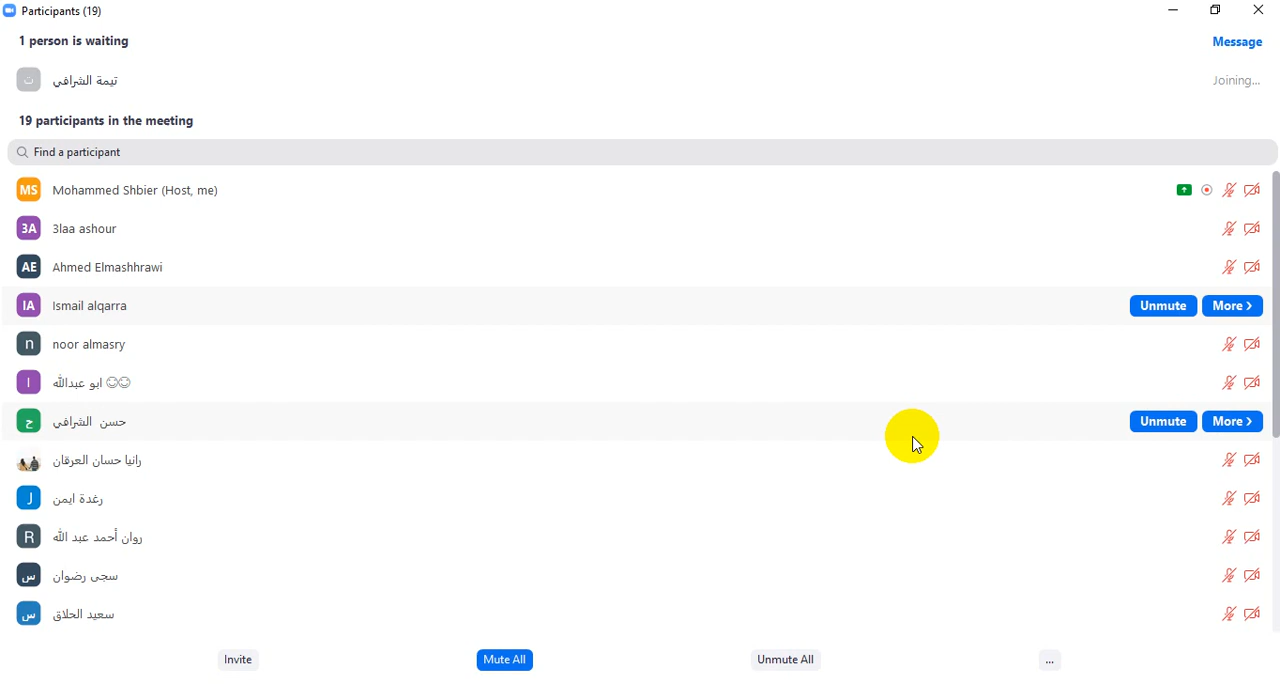 Participants (19)
1 person is waiting
Message
ت تيمة الشرافي Joining...
19 participants in the meeting
Find a participant
MS Mohammed Shbier (Host, me)
3A 3laa ashour
AE Ahmed Elmashhrawi
IA Ismail alqarra Unmute More >
n noor almasry
I ابو عبدالله 😊😊
ح حسن الشرافي Unmute More >
رانيا حسان العرقان
J رغدة ايمن
R روان أحمد عبد الله
س سجى رضوان
س سعيد الحلاق
Invite Mute All Unmute All ...